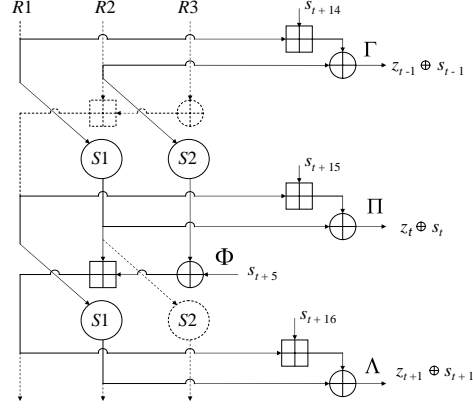 R1 R2 R3
s_{t+14}
Γ
z_{t-1} ⊕ s_{t-1}
S1 S2
s_{t+15}
Π
z_t ⊕ s_t
Φ
s_{t+5}
S1 S2
s_{t+16}
Λ
z_{t+1} ⊕ s_{t+1}